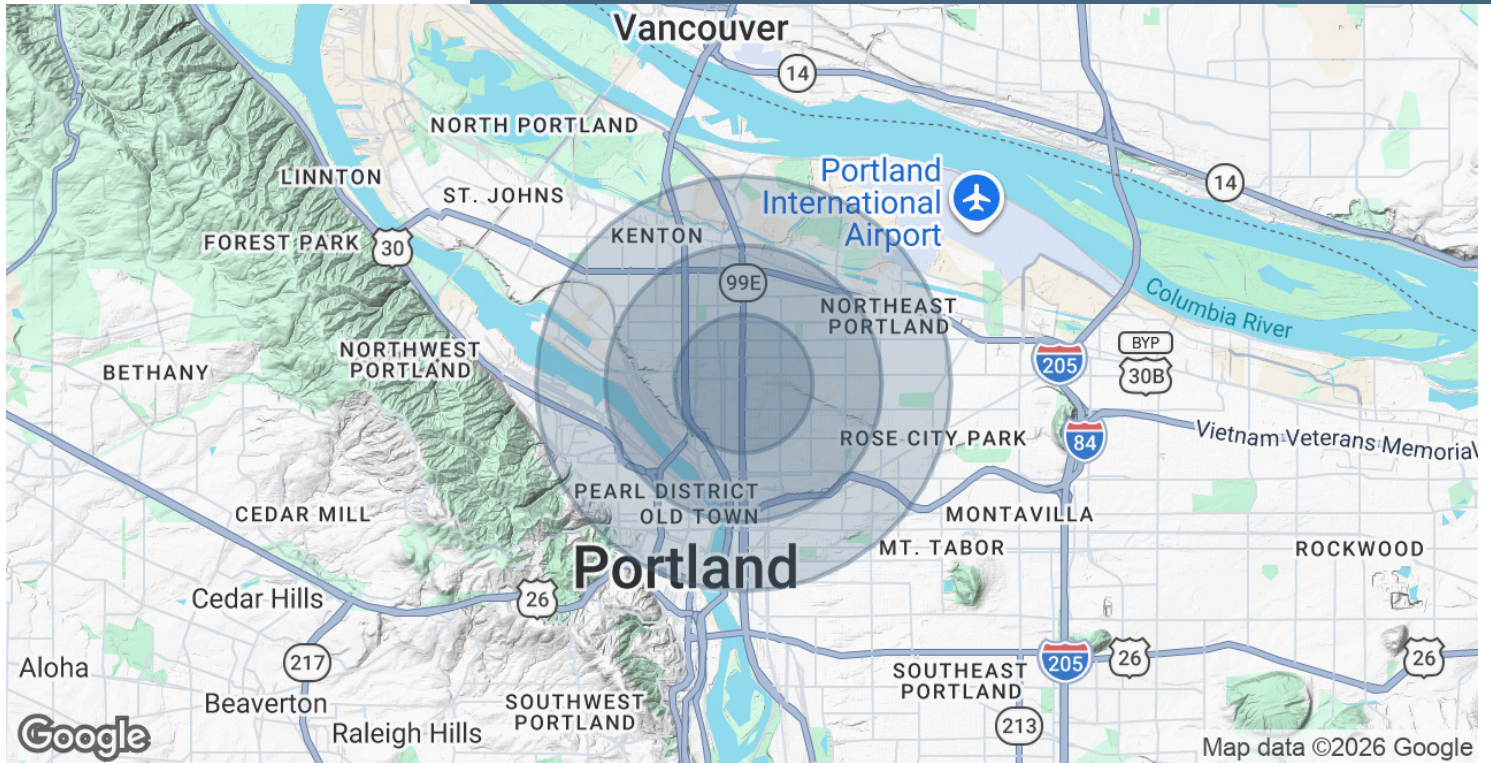 Vancouver
14
NORTH PORTLAND
Portland
International
Airport
LINNTON
14
ST. JOHNS
FOREST PARK
30
KENTON
99E
NORTHEAST
PORTLAND
Columbia River
NORTHWEST
PORTLAND
BETHANY
205
BYP
30B
ROSE CITY PARK
84
Vietnam Veterans Memorial
PEARL DISTRICT
OLD TOWN
CEDAR MILL
MONTAVILLA
Portland
MT. TABOR
ROCKWOOD
Cedar Hills
26
217
Aloha
Beaverton
SOUTHWEST
PORTLAND
Raleigh Hills
SOUTHEAST
PORTLAND
205
26
26
213
Google
Map data ©2026 Google